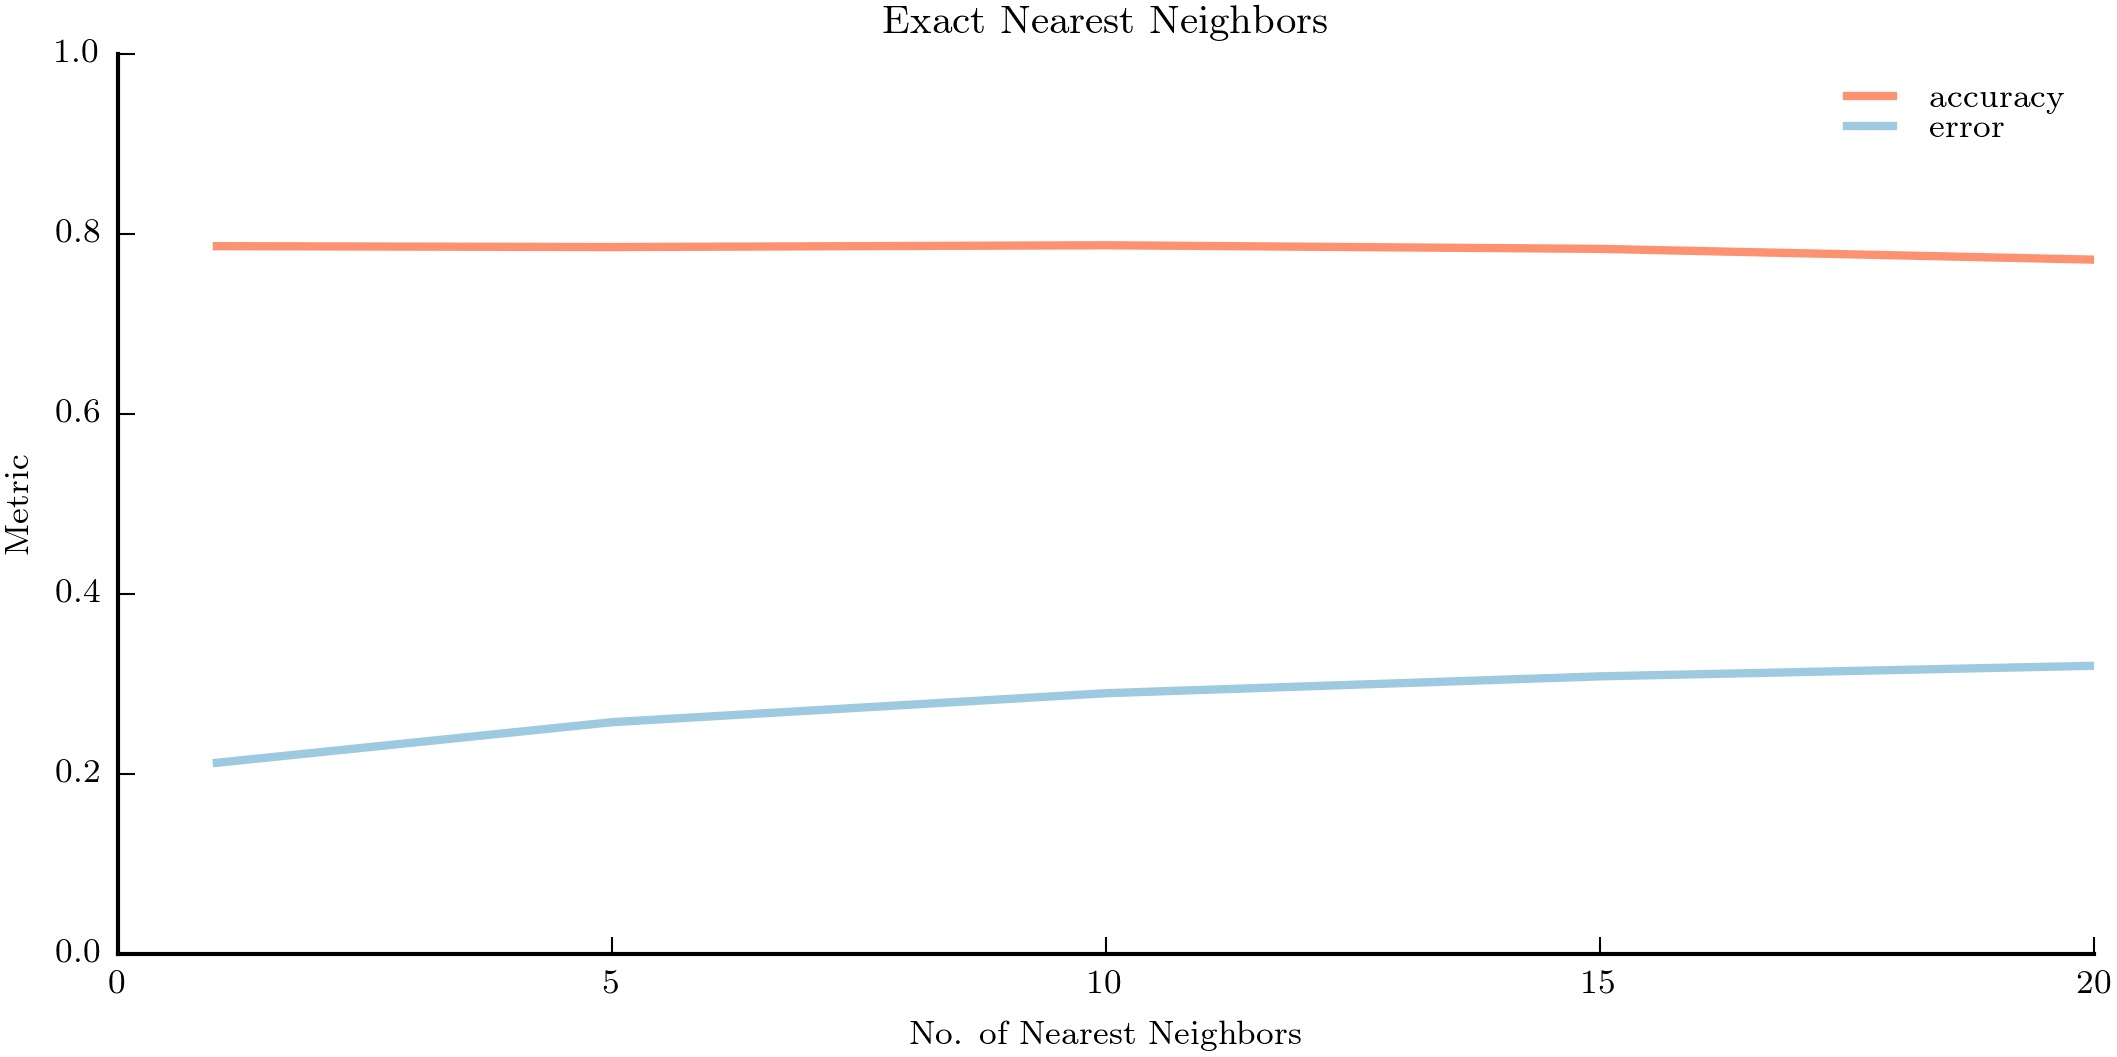 Exact Nearest Neighbors
1.0
accuracy
error
0.8
0.6
Metric
0.4
0.2
0.0
0 5 10 15 20
No. of Nearest Neighbors